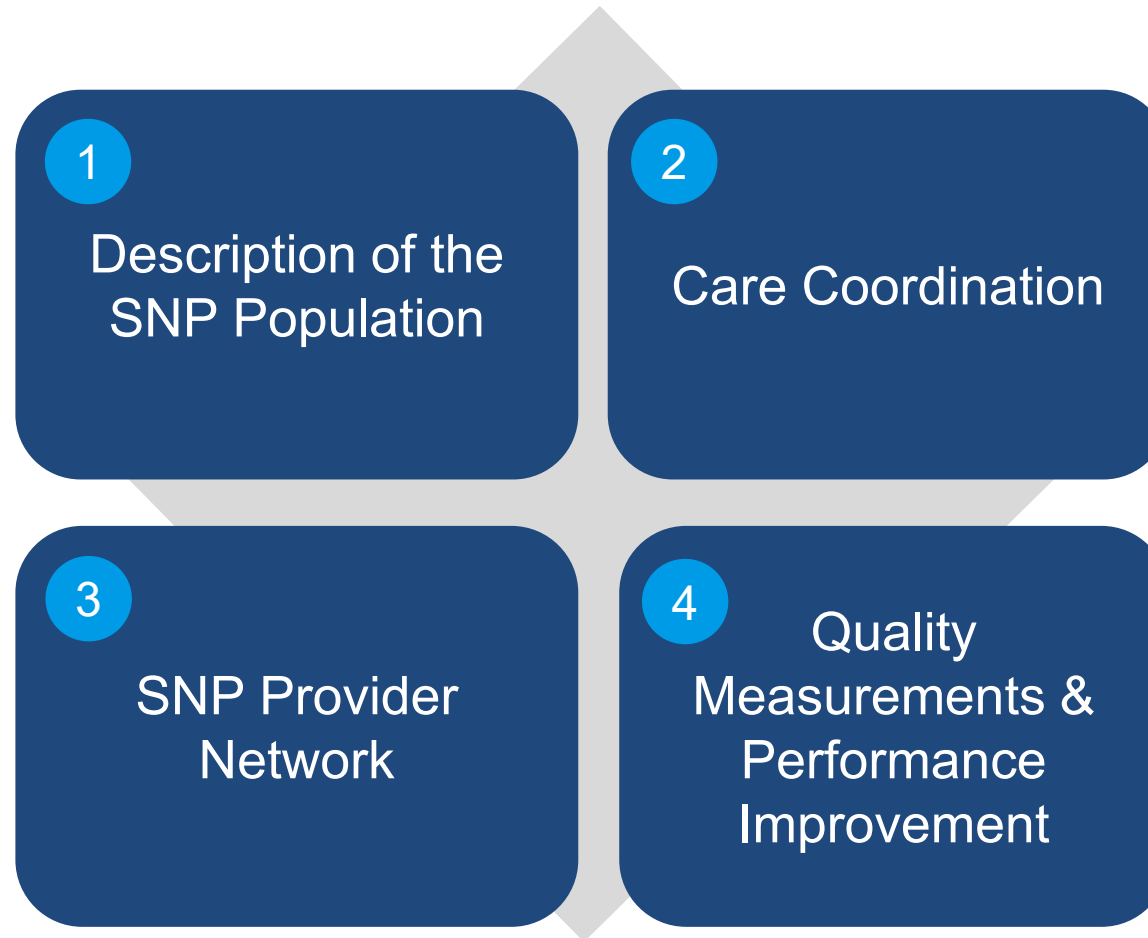 1
Description of the
SNP Population
2
Care Coordination
3
SNP Provider
Network
4
Quality
Measurements &
Performance
Improvement